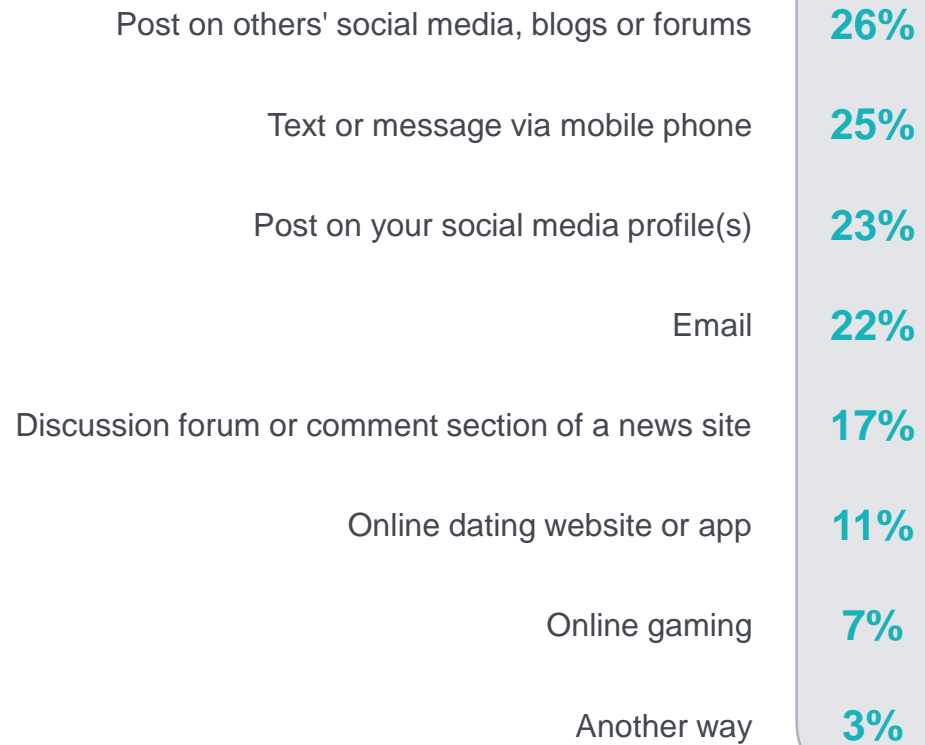 Post on others' social media, blogs or forums 26%
Text or message via mobile phone 25%
Post on your social media profile(s) 23%
Email 22%
Discussion forum or comment section of a news site 17%
Online dating website or app 11%
Online gaming 7%
Another way 3%